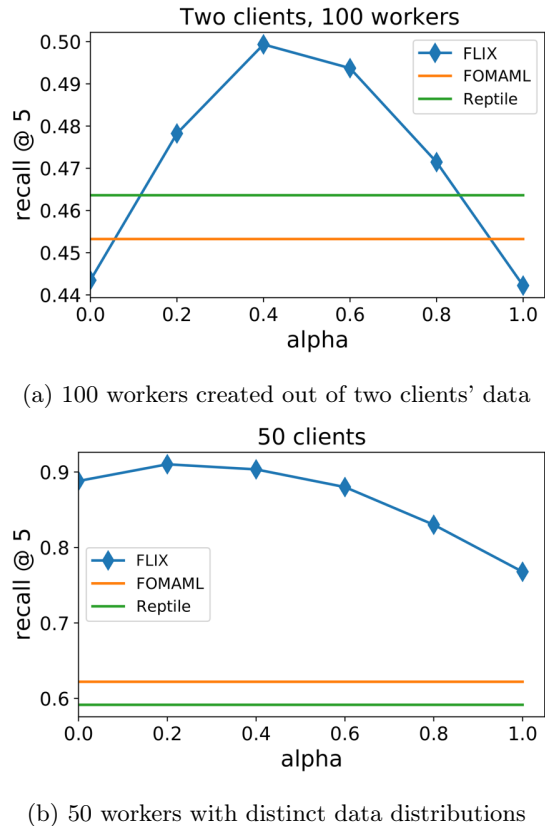 Two clients, 100 workers
0.50
0.49
0.48
0.47
0.46
0.45
0.44
recall @ 5
FLIX
FOMAML
Reptile
0.0 0.2 0.4 0.6 0.8 1.0
alpha
(a) 100 workers created out of two clients' data
50 clients
0.9
0.8
0.7
0.6
recall @ 5
FLIX
FOMAML
Reptile
0.0 0.2 0.4 0.6 0.8 1.0
alpha
(b) 50 workers with distinct data distributions